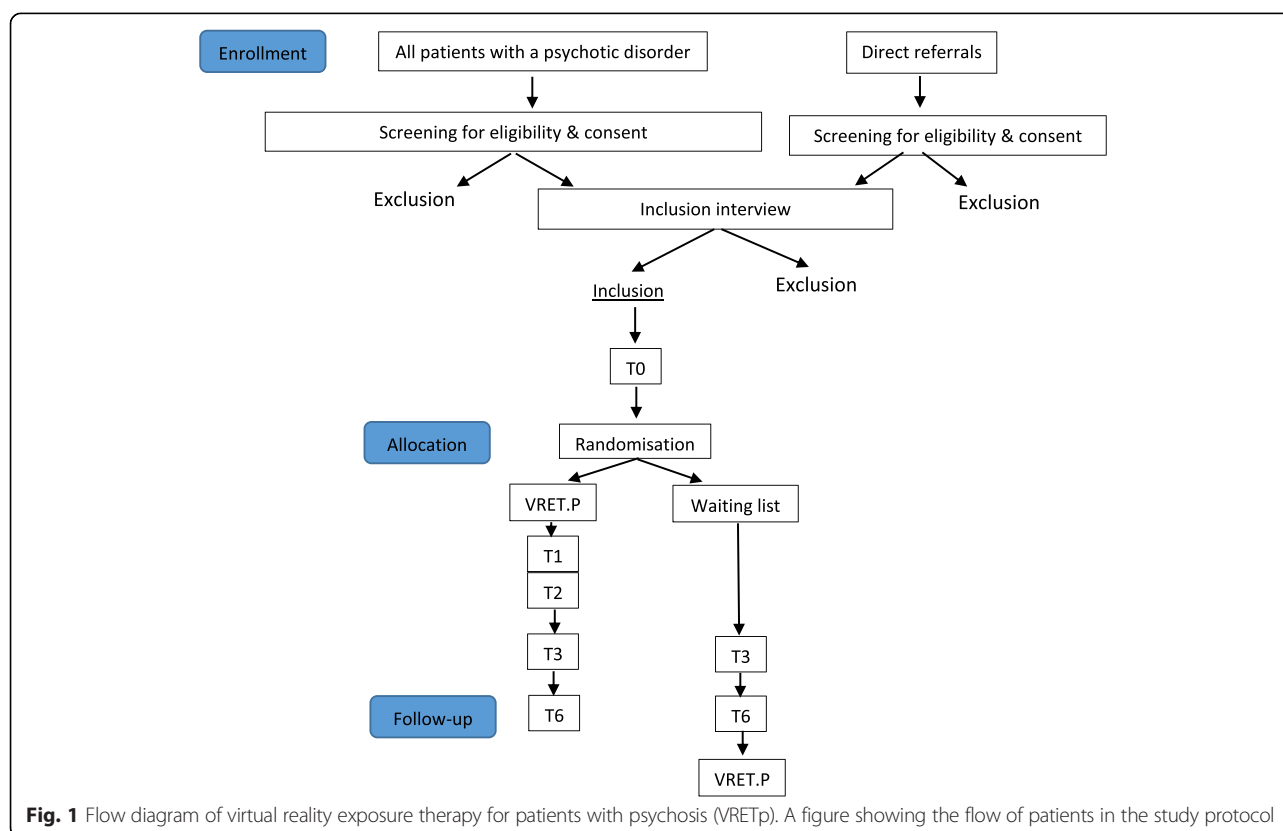 Enrollment
All patients with a psychotic disorder
Direct referrals
Screening for eligibility & consent
Screening for eligibility & consent
Exclusion
Inclusion interview
Exclusion
Inclusion
Exclusion
T0
Allocation
Randomisation
VRET.P
Waiting list
T1
T2
T3
T3
Follow-up
T6
T6
VRET.P
Fig. 1 Flow diagram of virtual reality exposure therapy for patients with psychosis (VRETp). A figure showing the flow of patients in the study protocol